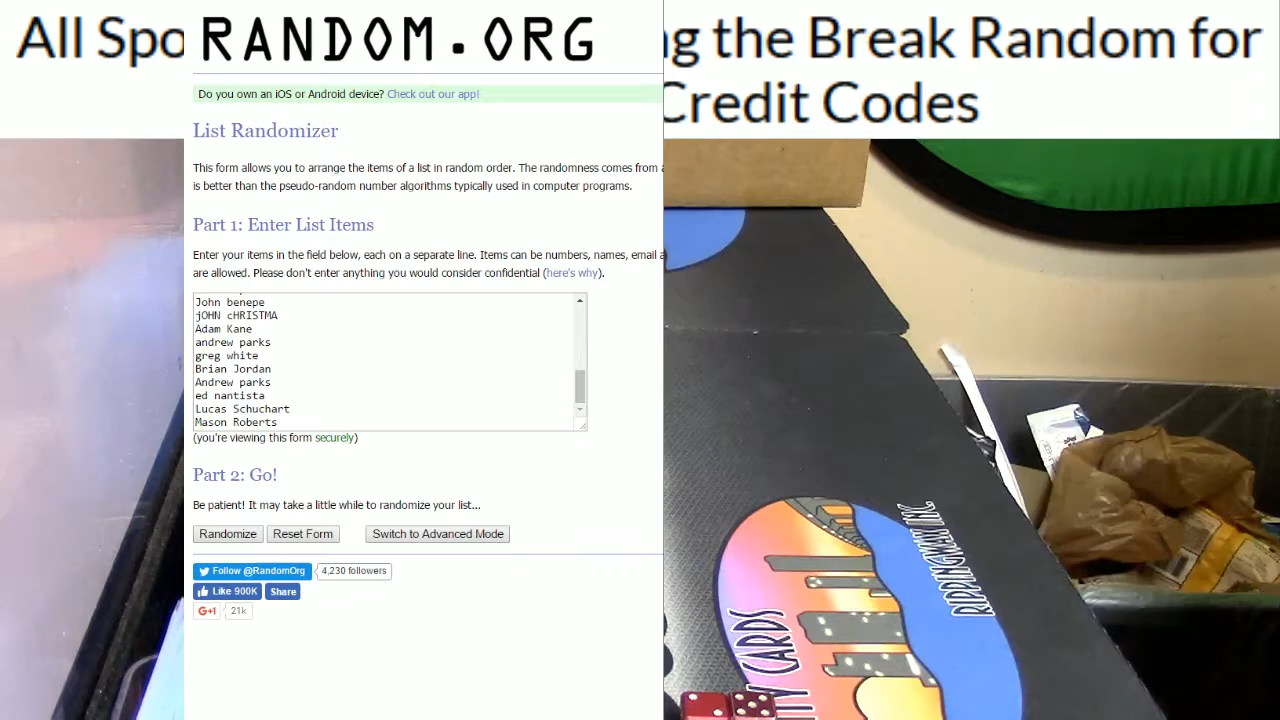 All Spo
ng the Break Random for
Credit Codes
RANDOM.ORG
Do you own an iOS or Android device? Check out our app!
List Randomizer
This form allows you to arrange the items of a list in random order. The randomness comes from a
is better than the pseudo-random number algorithms typically used in computer programs.
Part 1: Enter List Items
Enter your items in the field below, each on a separate line. Items can be numbers, names, email a
are allowed. Please don't enter anything you would consider confidential (here's why).
John benepe
jOHN cHRISTMA
Adam Kane
andrew parks
greg white
Brian Jordan
Andrew parks
ed nantista
Lucas Schuchart
Mason Roberts
(you're viewing this form securely)
Part 2: Go!
Be patient! It may take a little while to randomize your list...
Randomize Reset Form Switch to Advanced Mode
Follow @RandomOrg 4,230 followers
Like 900K Share
G+1 21k
RIPPINGWAX INC
CARDS